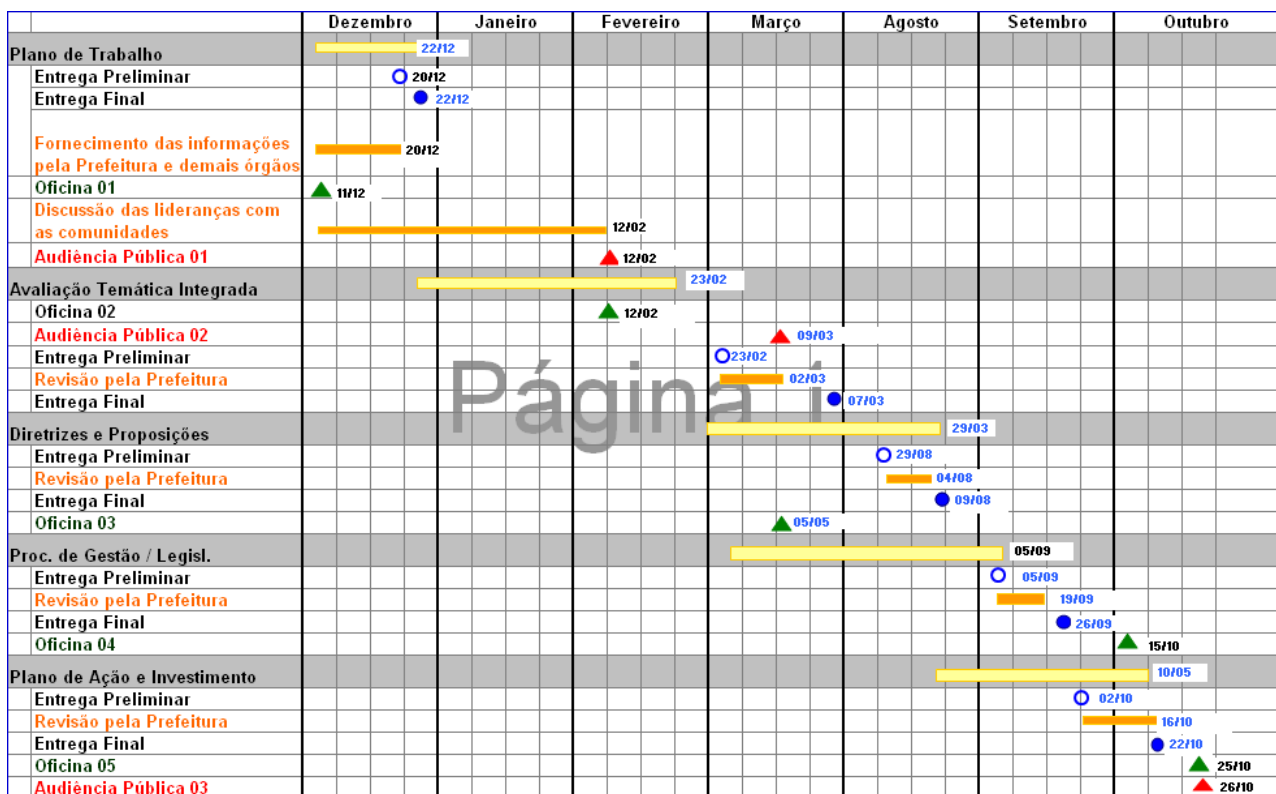 Dezembro Janeiro Fevereiro Março Agosto Setembro Outubro
Plano de Trabalho 22/12
Entrega Preliminar 20/12
Entrega Final 22/12
Fornecimento das informações
pela Prefeitura e demais órgãos 20/12
Oficina 01 11/12
Discussão das lideranças com
as comunidades 12/02
Audiência Pública 01 12/02
Avaliação Temática Integrada 23/02
Oficina 02 12/02
Audiência Pública 02 09/03
Entrega Preliminar 23/02
Revisão pela Prefeitura 02/03
Entrega Final 07/03
Página i
Diretrizes e Proposições 29/03
Entrega Preliminar 29/08
Revisão pela Prefeitura 04/08
Entrega Final 09/08
Oficina 03 05/05
Proc. de Gestão / Legisl. 05/09
Entrega Preliminar 05/09
Revisão pela Prefeitura 19/09
Entrega Final 26/09
Oficina 04 15/10
Plano de Ação e Investimento 10/05
Entrega Preliminar 02/10
Revisão pela Prefeitura 16/10
Entrega Final 22/10
Oficina 05 25/10
Audiência Pública 03 26/10